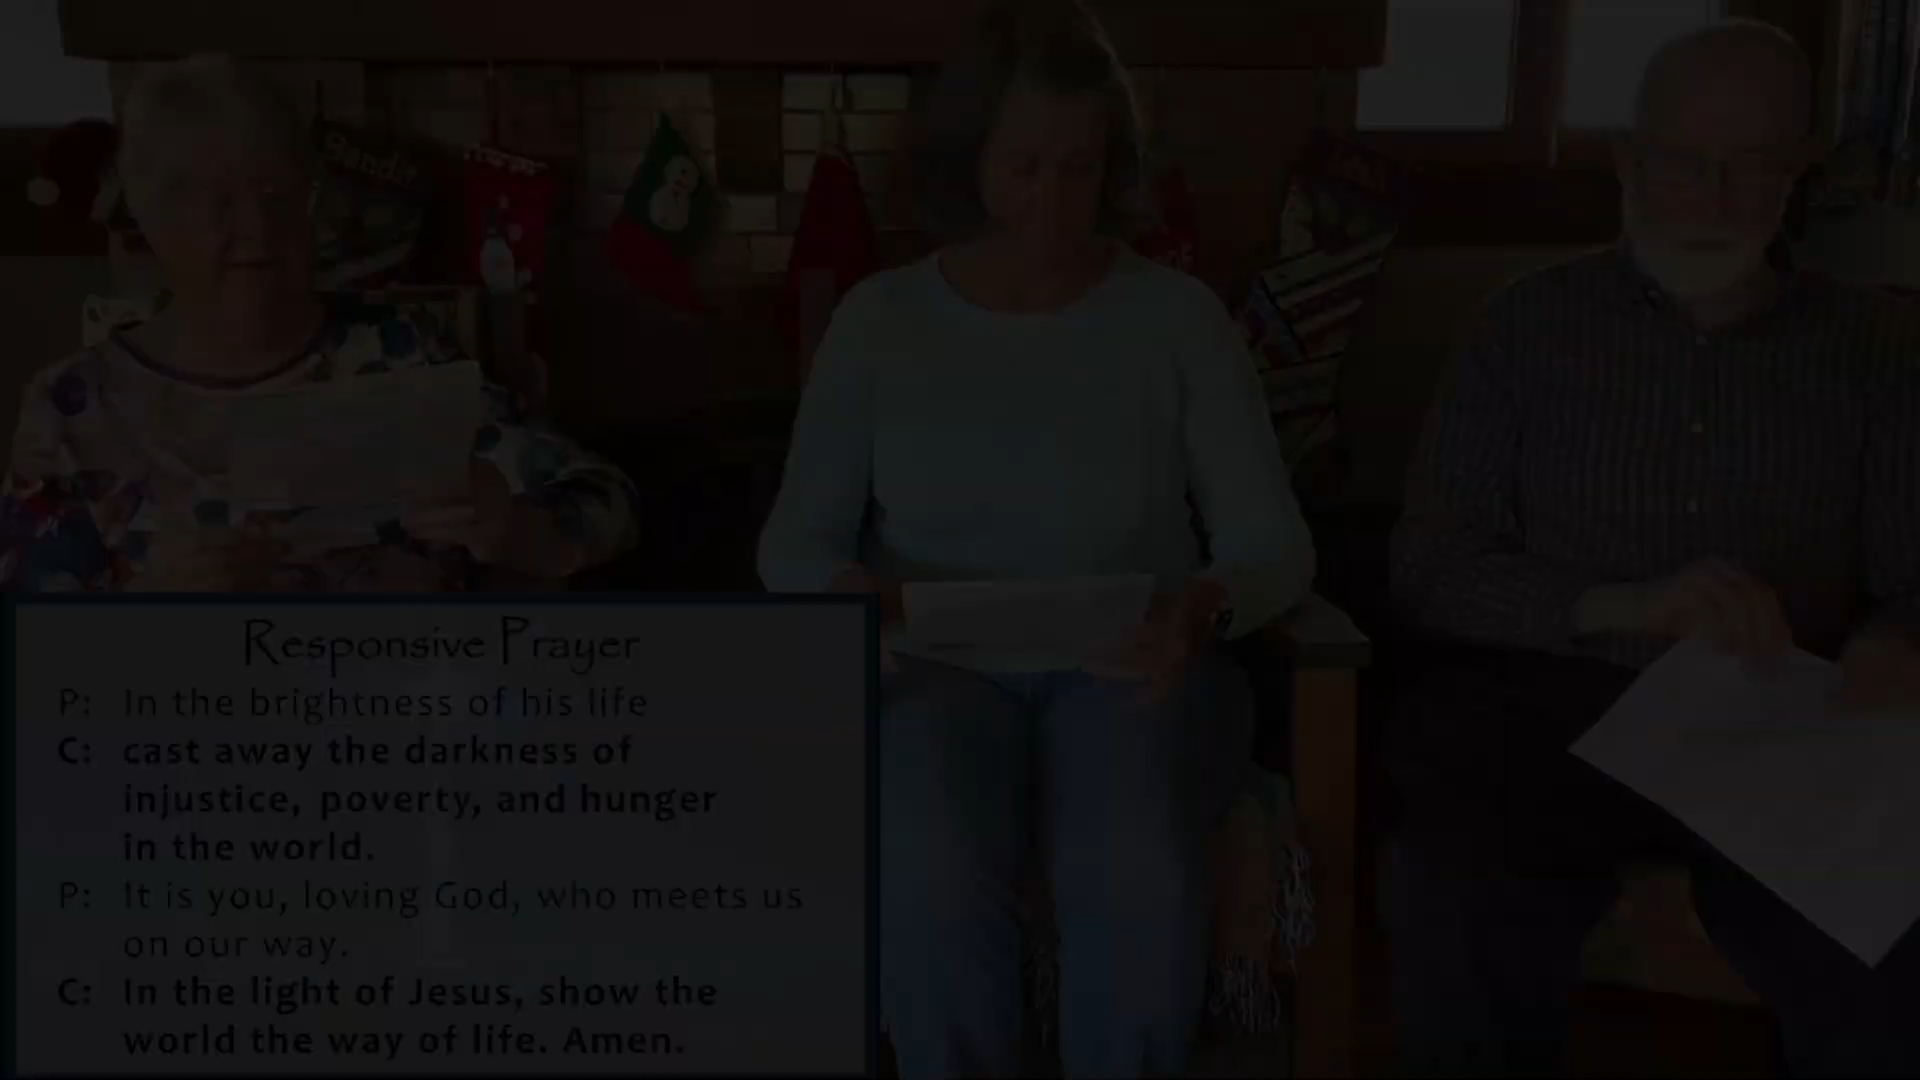 Bandit
Responsive Prayer
P: In the brightness of his life
C: cast away the darkness of
injustice, poverty, and hunger
in the world.
P: It is you, loving God, who meets us
on our way.
C: In the light of Jesus, show the
world the way of life. Amen.